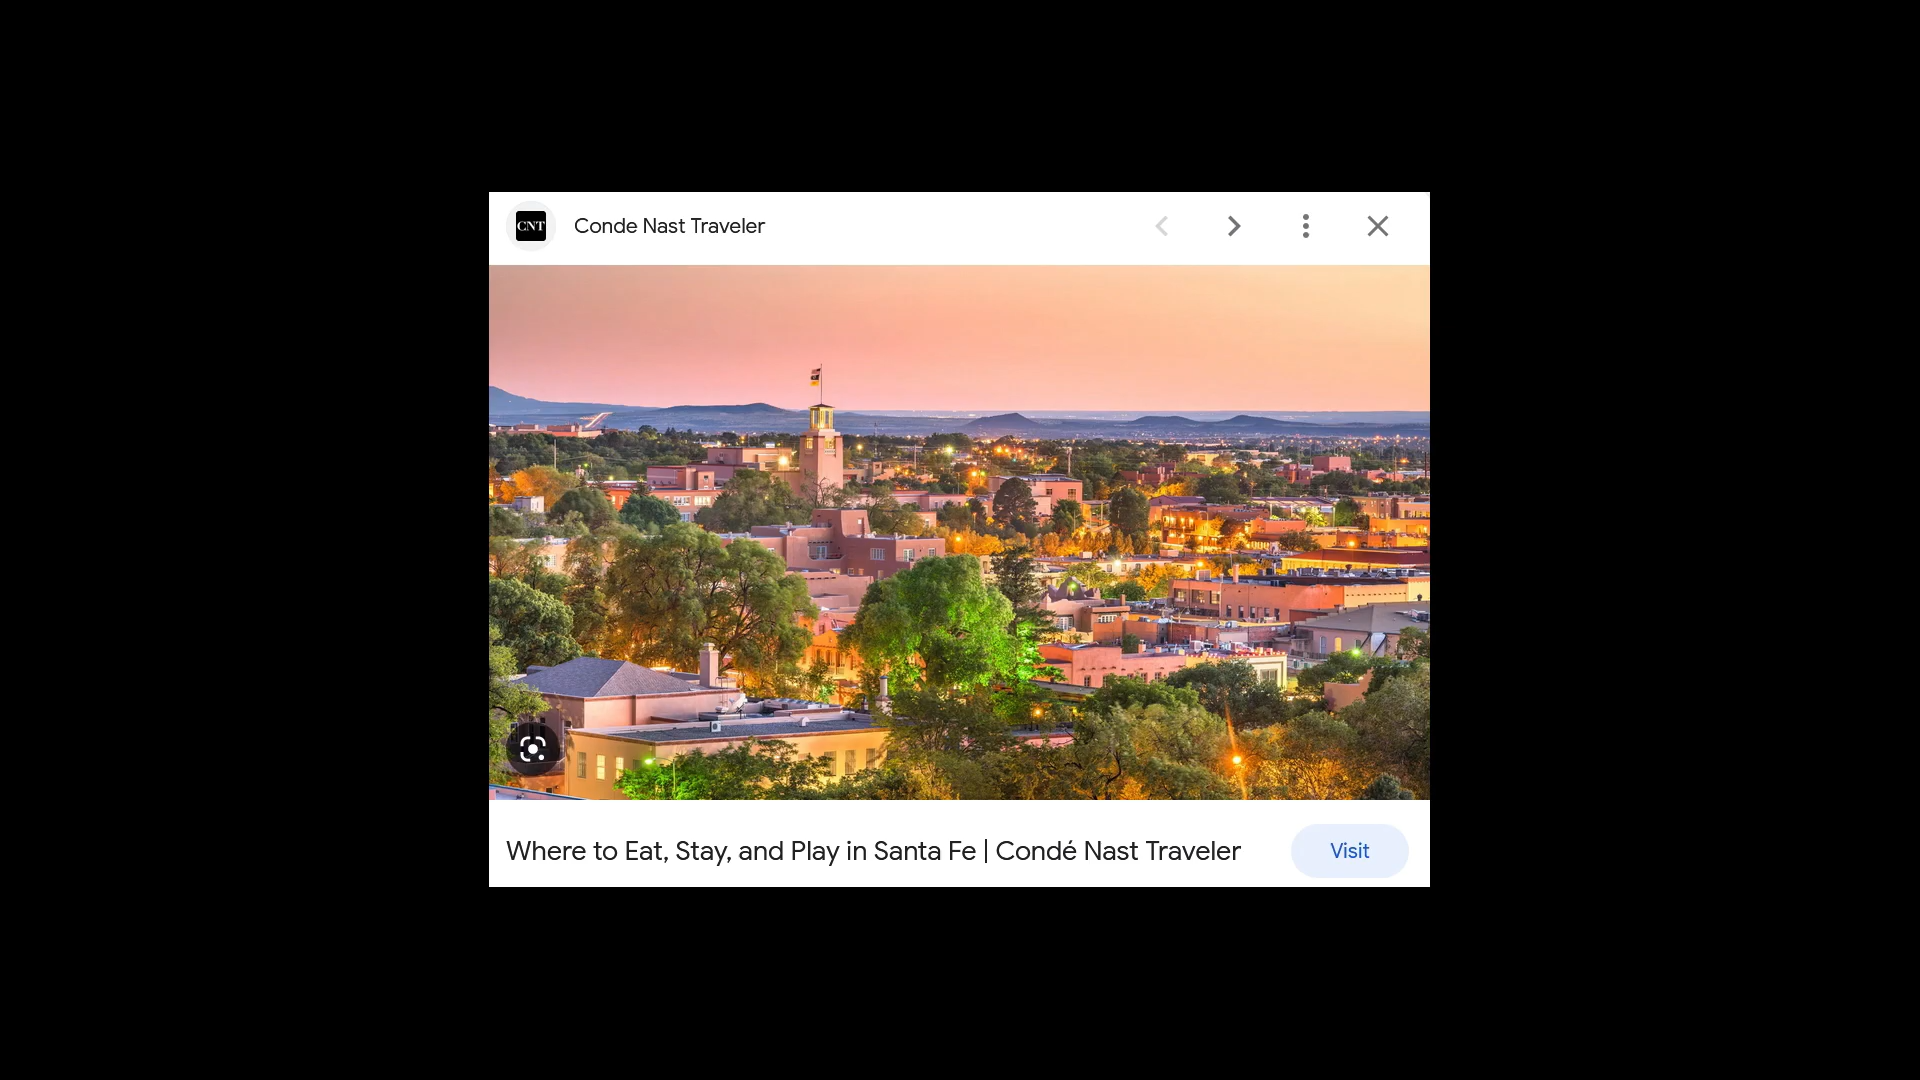 CNT
Conde Nast Traveler
Where to Eat, Stay, and Play in Santa Fe | Condé Nast Traveler
Visit